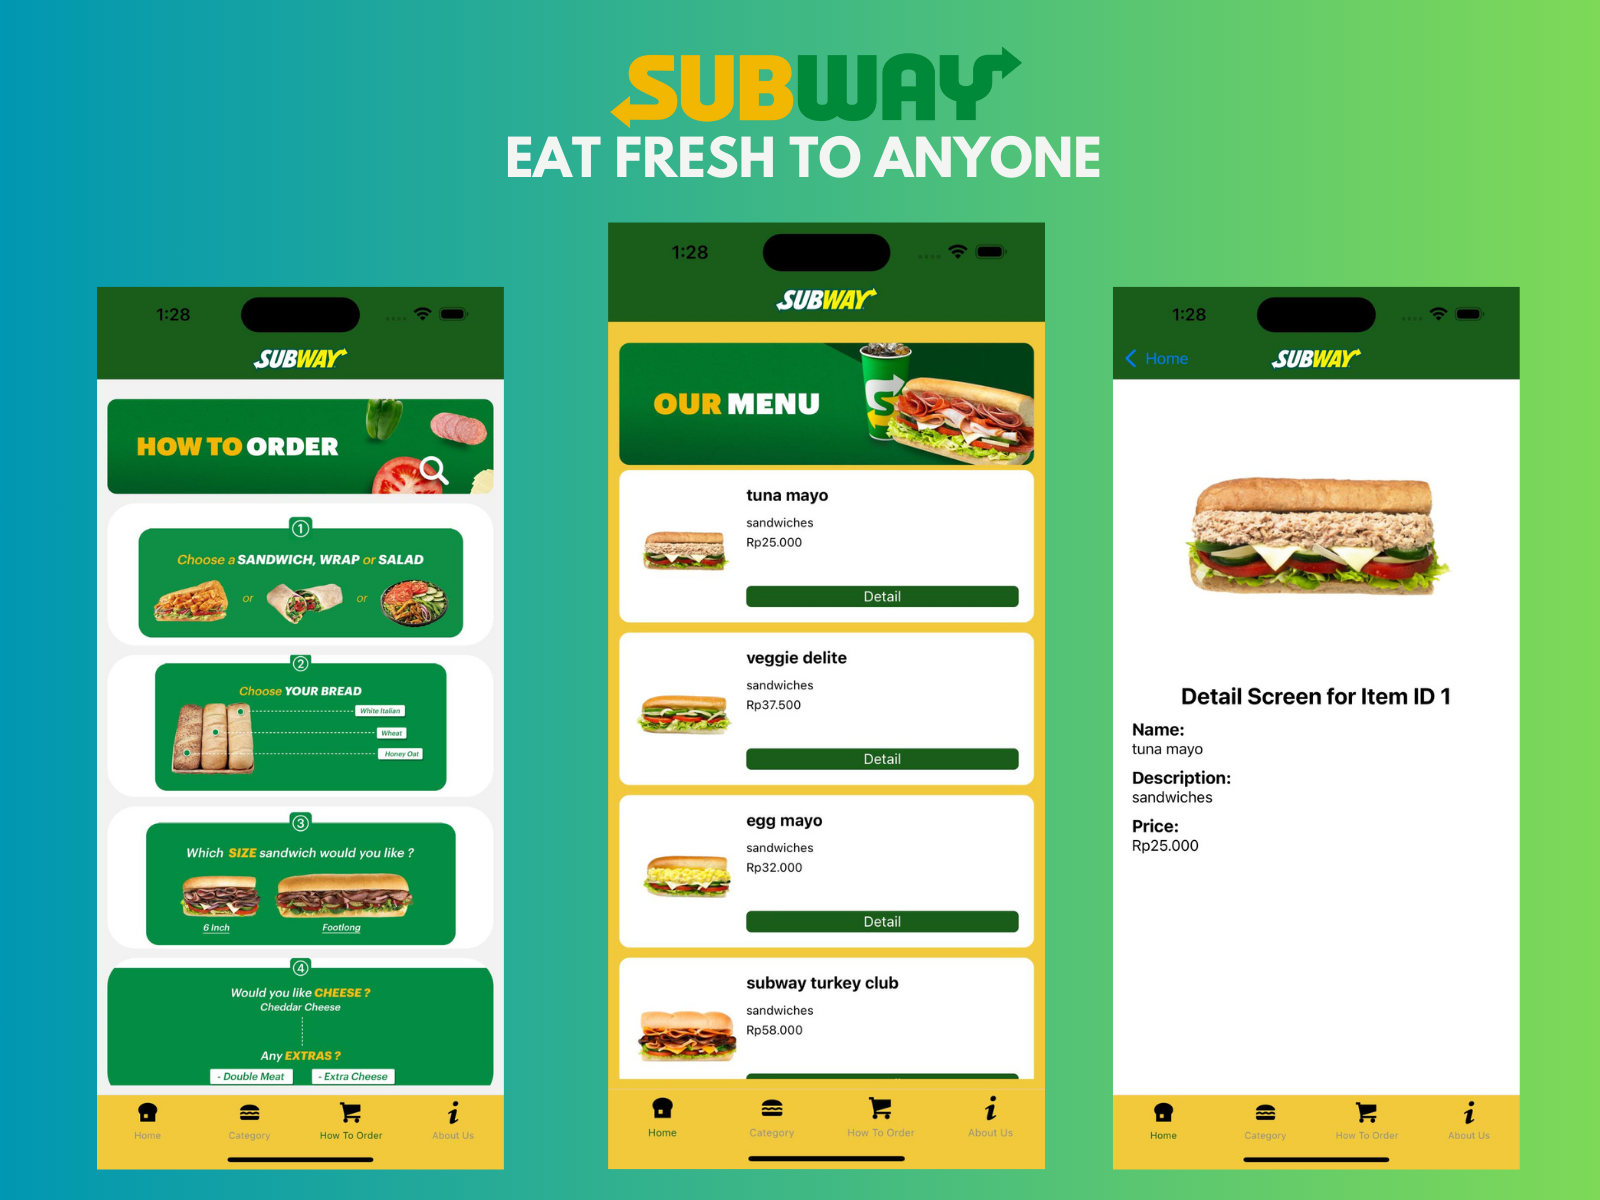 SUBWAY
EAT FRESH TO ANYONE
1:28
SUBWAY
HOW TO ORDER
1
Choose a SANDWICH, WRAP or SALAD
or
or
2
Choose YOUR BREAD
White Italian
Wheat
Honey Oat
3
Which SIZE sandwich would you like ?
6 Inch
Footlong
4
Would you like CHEESE ?
Cheddar Cheese
Any EXTRAS ?
- Double Meat
- Extra Cheese
Home
Category
How To Order
About Us
1:28
SUBWAY
OUR MENU
S
tuna mayo
sandwiches
Rp25.000
Detail
veggie delite
sandwiches
Rp37.500
Detail
egg mayo
sandwiches
Rp32.000
Detail
subway turkey club
sandwiches
Rp58.000
Home
Category
How To Order
About Us
1:28
Home
SUBWAY
Detail Screen for Item ID 1
Name:
tuna mayo
Description:
sandwiches
Price:
Rp25.000
Home
Category
How To Order
About Us